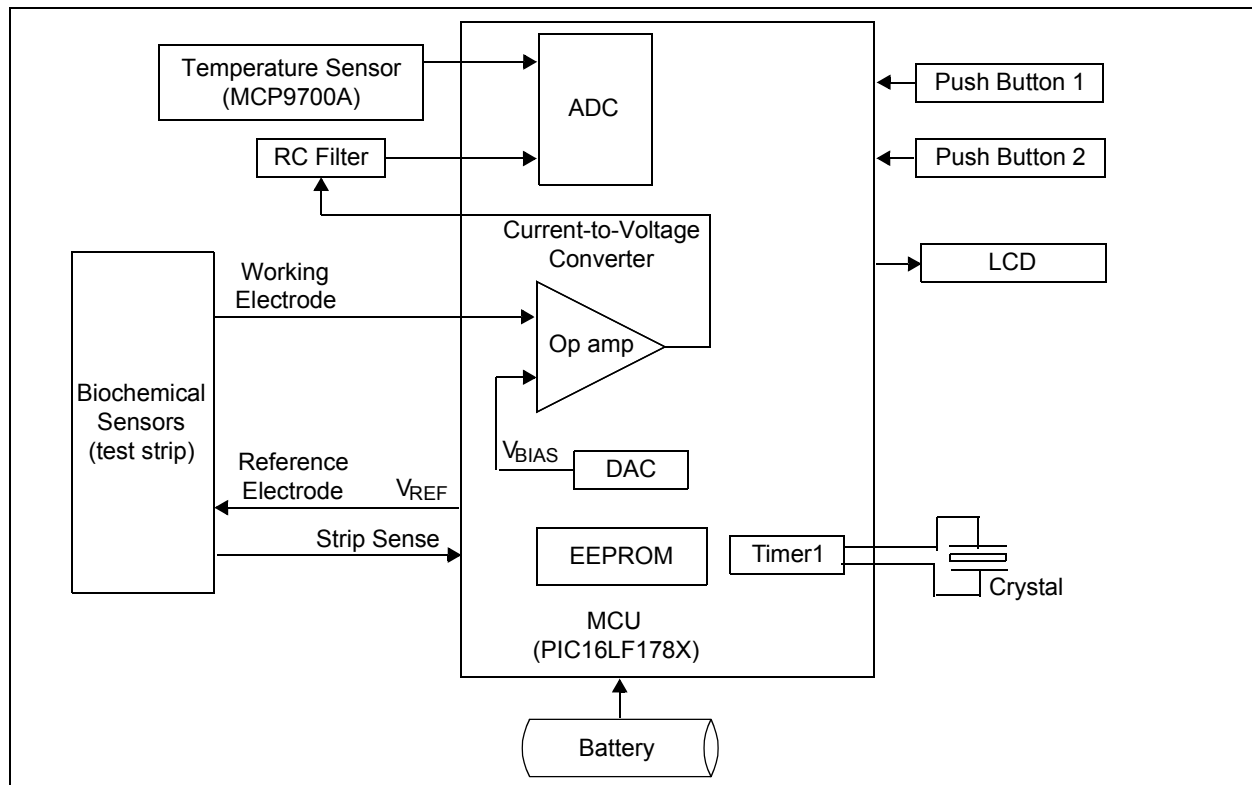 Temperature Sensor
(MCP9700A)
ADC
Push Button 1
RC Filter
Push Button 2
Current-to-Voltage
Converter
LCD
Working
Electrode
Op amp
Biochemical
Sensors
(test strip)
VBIAS
DAC
Reference
Electrode
VREF
Strip Sense
EEPROM
Timer1
Crystal
MCU
(PIC16LF178X)
Battery